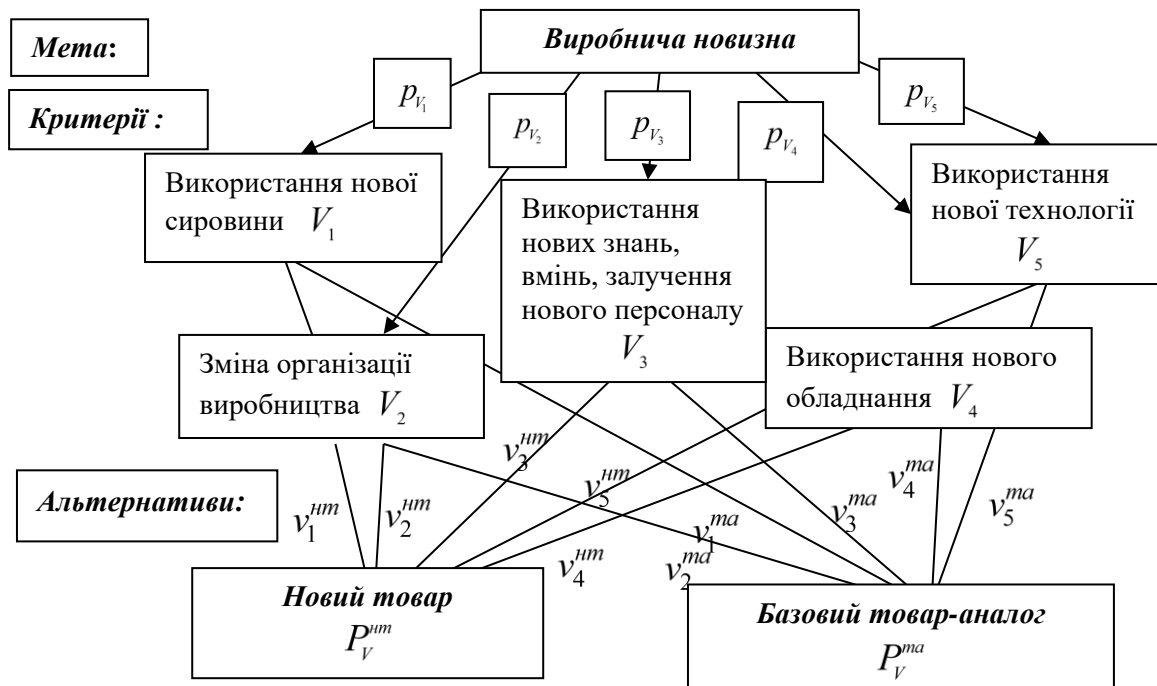 Мета:
Виробнича новизна
Критерії :
p_{V_1}
p_{V_2}
p_{V_3}
p_{V_4}
p_{V_5}
Використання нової
сировини V_1
Використання
нових знань,
вмінь, залучення
нового персоналу
V_3
Використання
нової технології
V_5
Зміна організації
виробництва V_2
Використання нового
обладнання V_4
Альтернативи:
v_1^{нт}
v_2^{нт}
v_3^{нт}
v_5^{нт}
v_4^{нт}
v_1^{та}
v_2^{та}
v_3^{та}
v_4^{та}
v_5^{та}
Новий товар
P_V^{нт}
Базовий товар-аналог
P_V^{та}